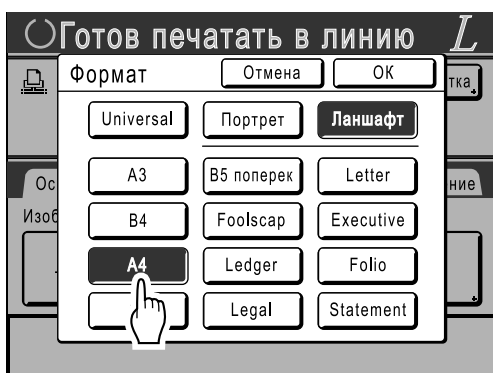 Готов печатать в линию L
Формат Отмена ОК
тка
Universal Портрет Ланшафт
A3 B5 поперек Letter
Ос ние
B4 Foolscap Executive
Изоб
A4 Ledger Folio
Legal Statement